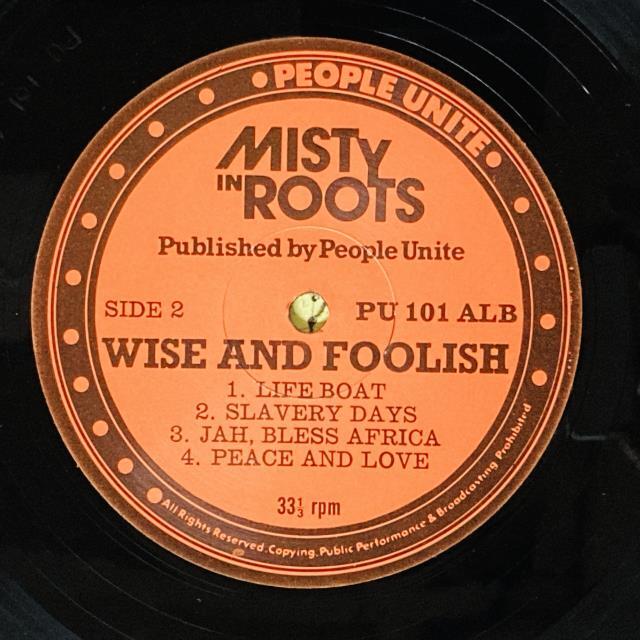 PEOPLE UNITE
MISTY
IN ROOTS
Published by People Unite
SIDE 2
PU 101 ALB
WISE AND FOOLISH
1. LIFE BOAT
2. SLAVERY DAYS
3. JAH, BLESS AFRICA
4. PEACE AND LOVE
33⅓ rpm
All Rights Reserved. Copying. Public Performance & Broadcasting Prohibited